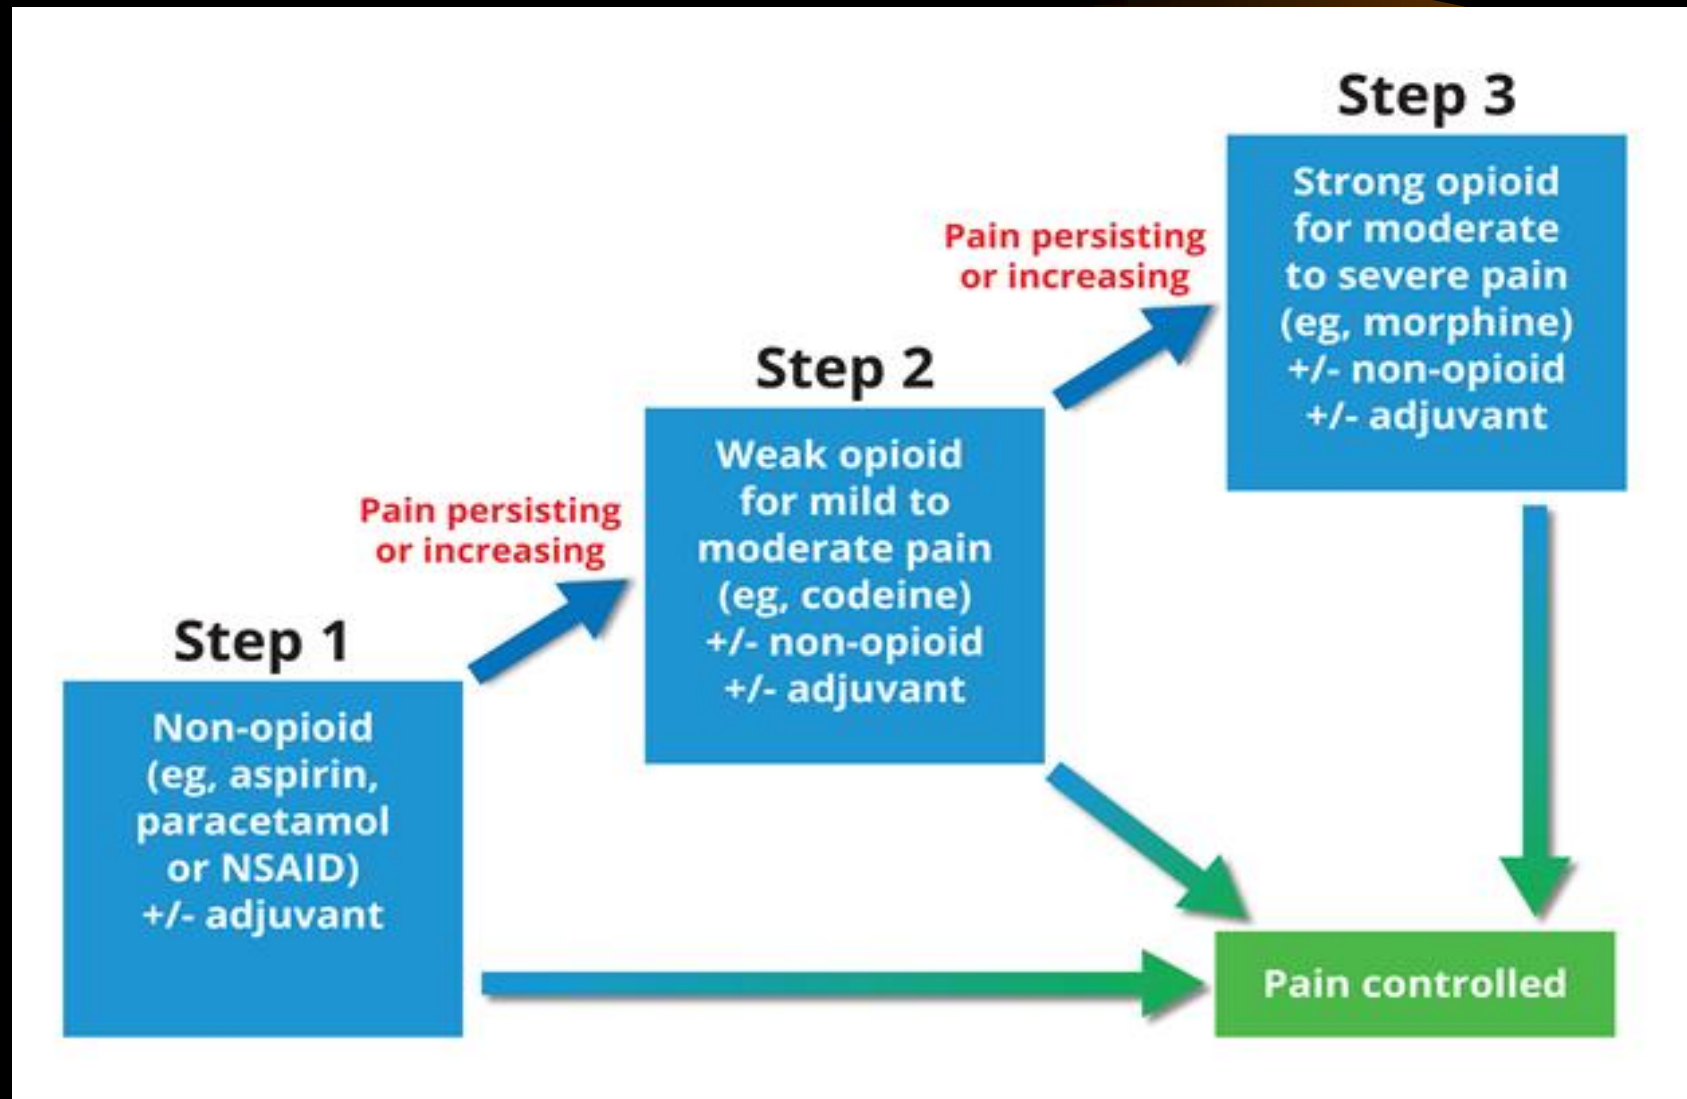 Step 1
Non-opioid
(eg, aspirin,
paracetamol
or NSAID)
+/- adjuvant
Pain persisting
or increasing
Step 2
Weak opioid
for mild to
moderate pain
(eg, codeine)
+/- non-opioid
+/- adjuvant
Pain persisting
or increasing
Step 3
Strong opioid
for moderate
to severe pain
(eg, morphine)
+/- non-opioid
+/- adjuvant
Pain controlled